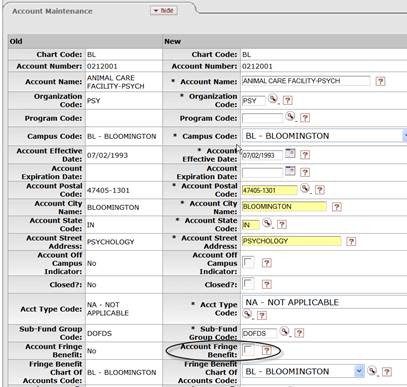 Account Maintenance hide
Old New
Chart Code: BL Chart Code: BL
Account Number: 0212001 Account Number: 0212001
Account Name: ANIMAL CARE FACILITY-PSYCH * Account Name: ANIMAL CARE FACILITY-PSYCH
Organization Code: PSY * Organization Code: PSY
Program Code: Program Code:
Campus Code: BL - BLOOMINGTON * Campus Code: BL - BLOOMINGTON
Account Effective Date: 07/02/1993 * Account Effective Date: 07/02/1993
Account Expiration Date: Account Expiration Date:
Account Postal Code: 47405-1301 * Account Postal Code: 47405-1301
Account City Name: BLOOMINGTON * Account City Name: BLOOMINGTON
Account State Code: IN * Account State Code: IN
Account Street Address: PSYCHOLOGY * Account Street Address: PSYCHOLOGY
Account Off Campus Indicator: No Account Off Campus Indicator:
Closed?: No Closed?:
Acct Type Code: NA - NOT APPLICABLE * Acct Type Code: NA - NOT APPLICABLE
Sub-Fund Group Code: DOFDS * Sub-Fund Group Code: DOFDS
Account Fringe Benefit: No Account Fringe Benefit:
Fringe Benefit Chart Of Accounts Code: BL - BLOOMINGTON Fringe Benefit Chart Of Accounts Code: BL - BLOOMINGTON